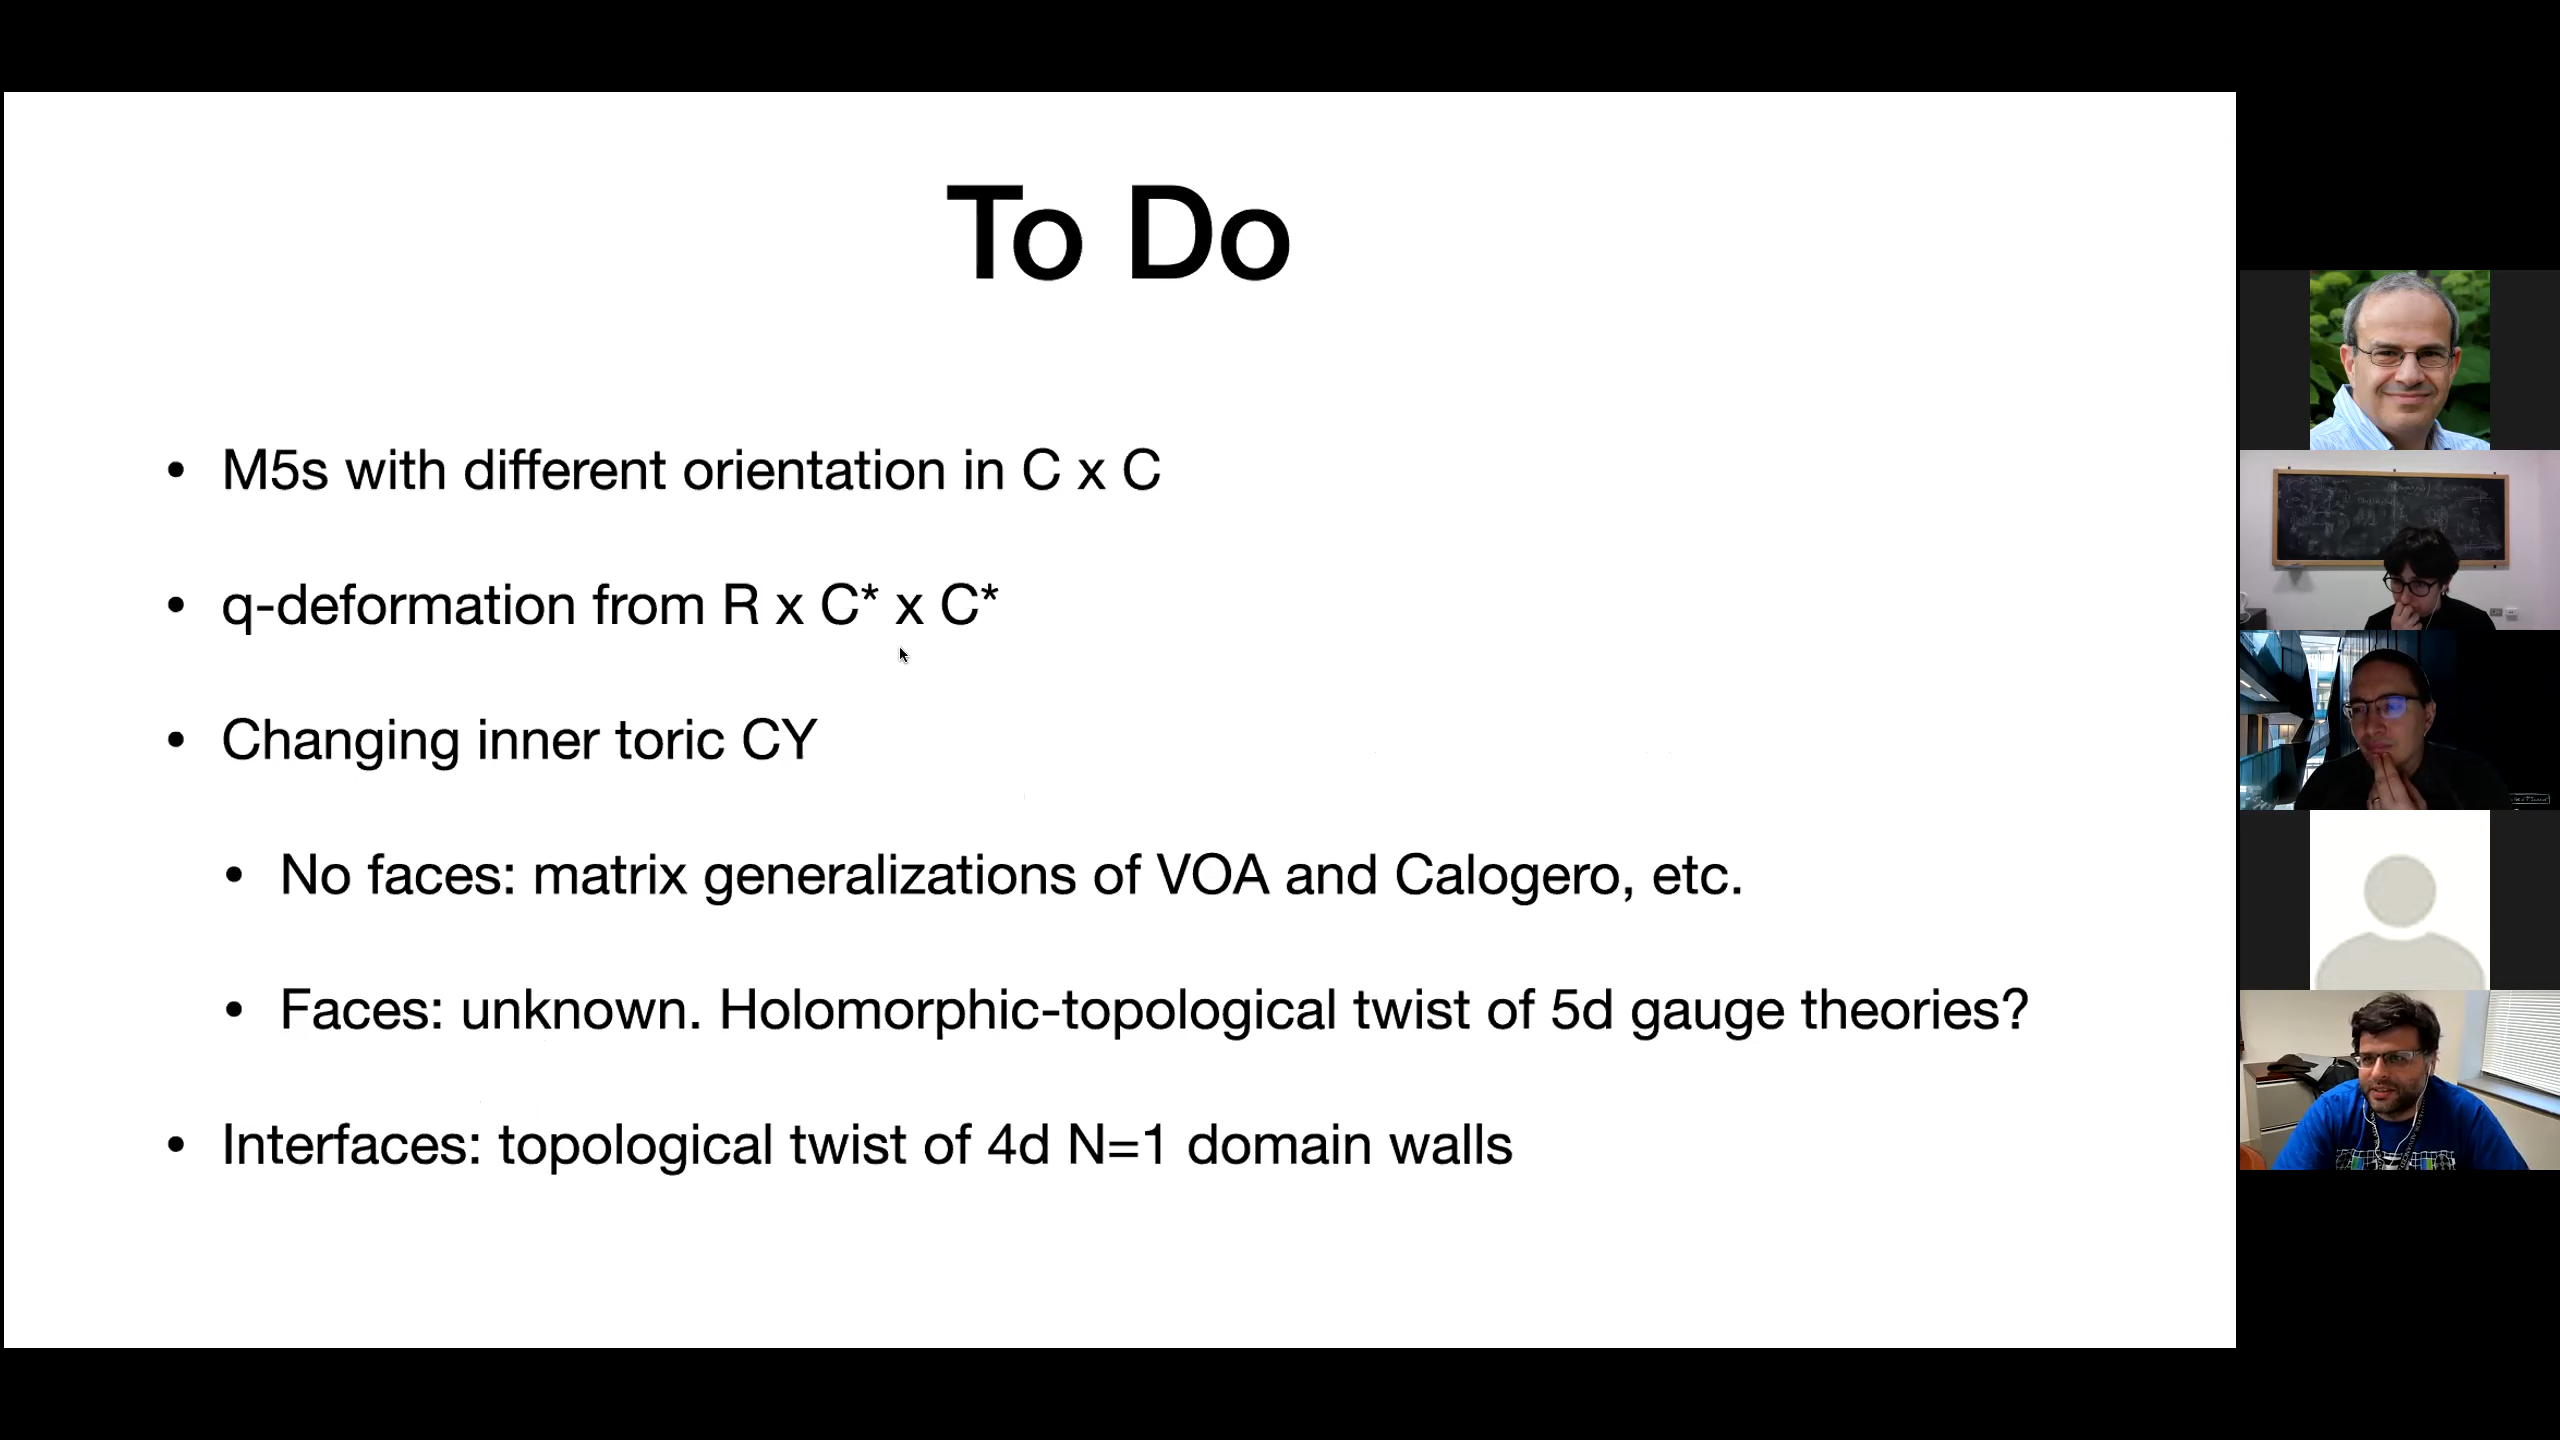 To Do
• M5s with different orientation in C x C
• q-deformation from R x C* x C*
• Changing inner toric CY
• No faces: matrix generalizations of VOA and Calogero, etc.
• Faces: unknown. Holomorphic-topological twist of 5d gauge theories?
• Interfaces: topological twist of 4d N=1 domain walls